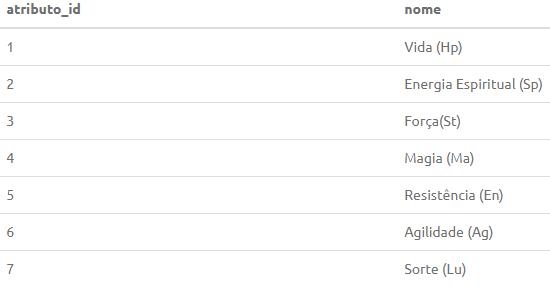 atributo_id nome
1 Vida (Hp)
2 Energia Espiritual (Sp)
3 Força(St)
4 Magia (Ma)
5 Resistência (En)
6 Agilidade (Ag)
7 Sorte (Lu)